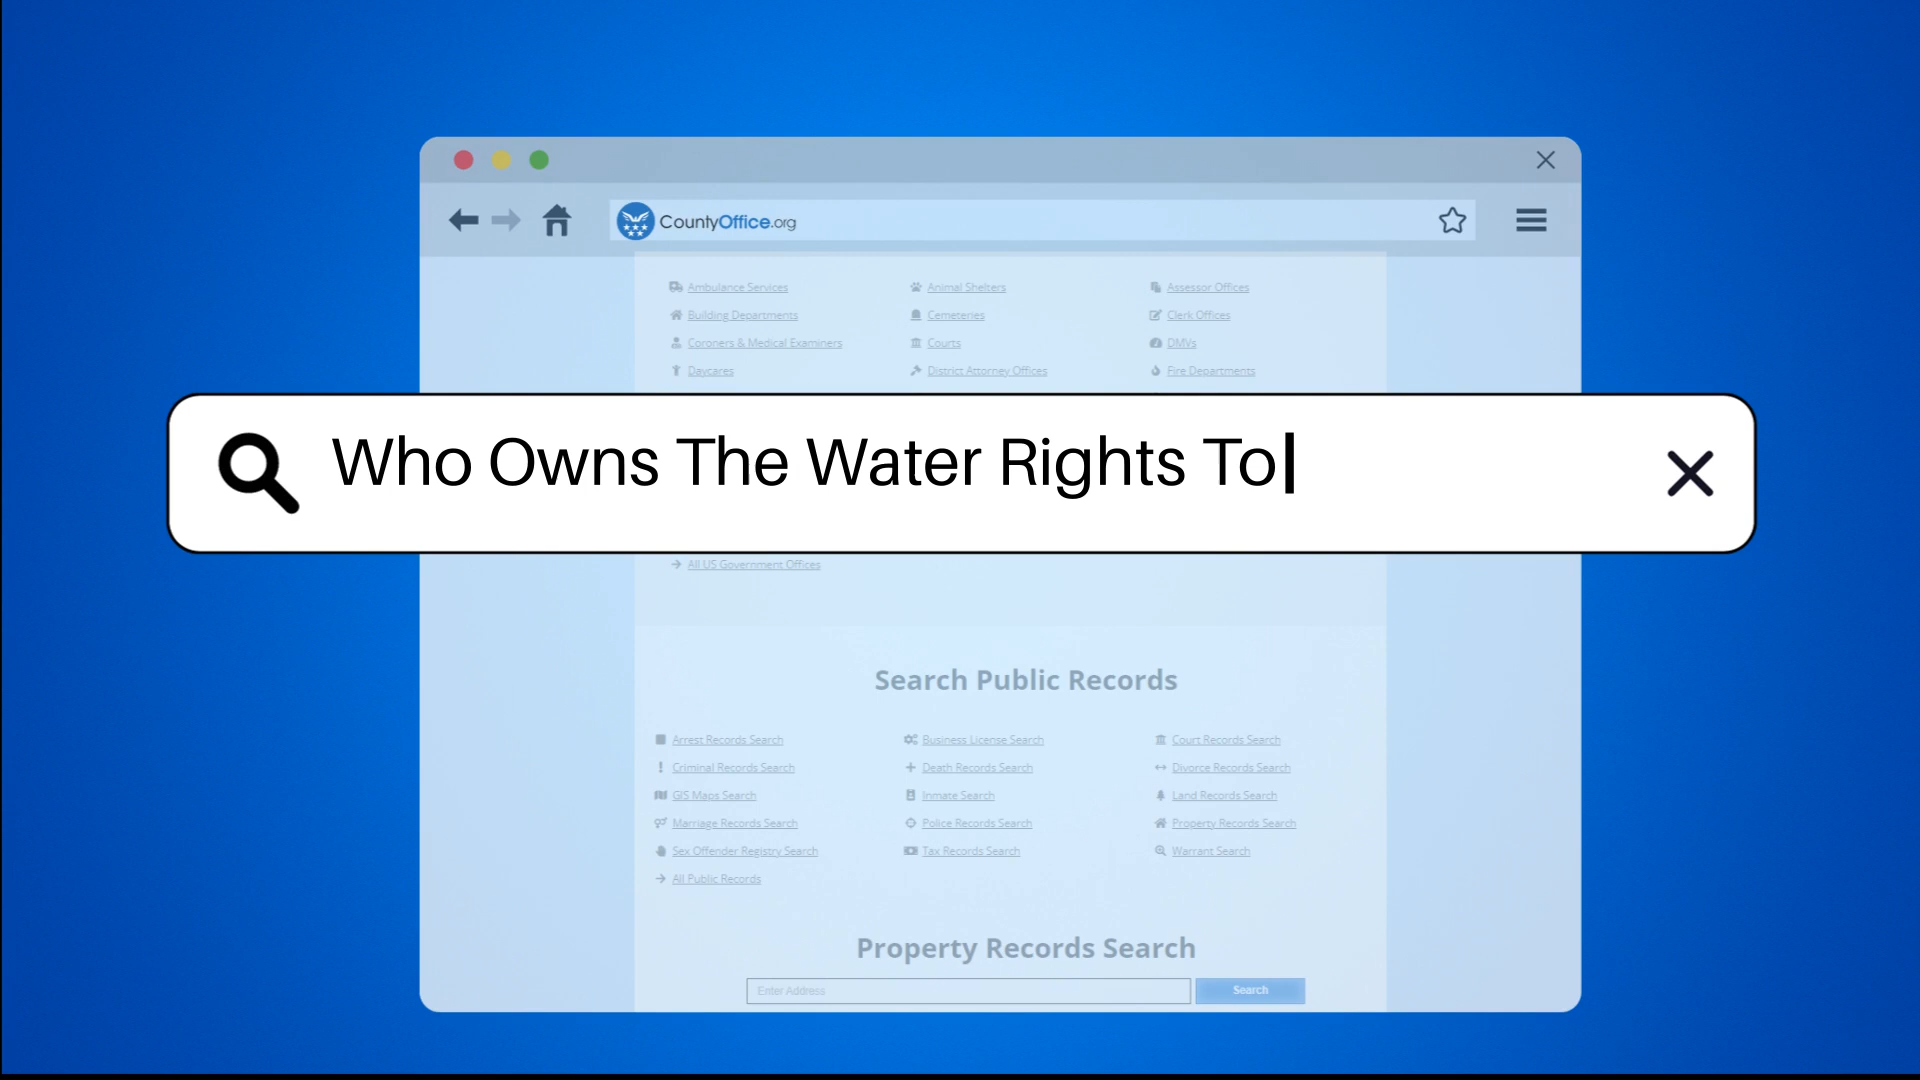 CountyOffice.org
Ambulance Services Animal Shelters Assessor Offices
Building Departments Cemeteries Clerk Offices
Coroners & Medical Examiners Courts DMVs
Daycares District Attorney Offices Fire Departments
Who Owns The Water Rights To
All US Government Offices
Search Public Records
Arrest Records Search Business License Search Court Records Search
Criminal Records Search Death Records Search Divorce Records Search
GIS Maps Search Inmate Search Land Records Search
Marriage Records Search Police Records Search Property Records Search
Sex Offender Registry Search Tax Records Search Warrant Search
All Public Records
Property Records Search
Enter Address Search